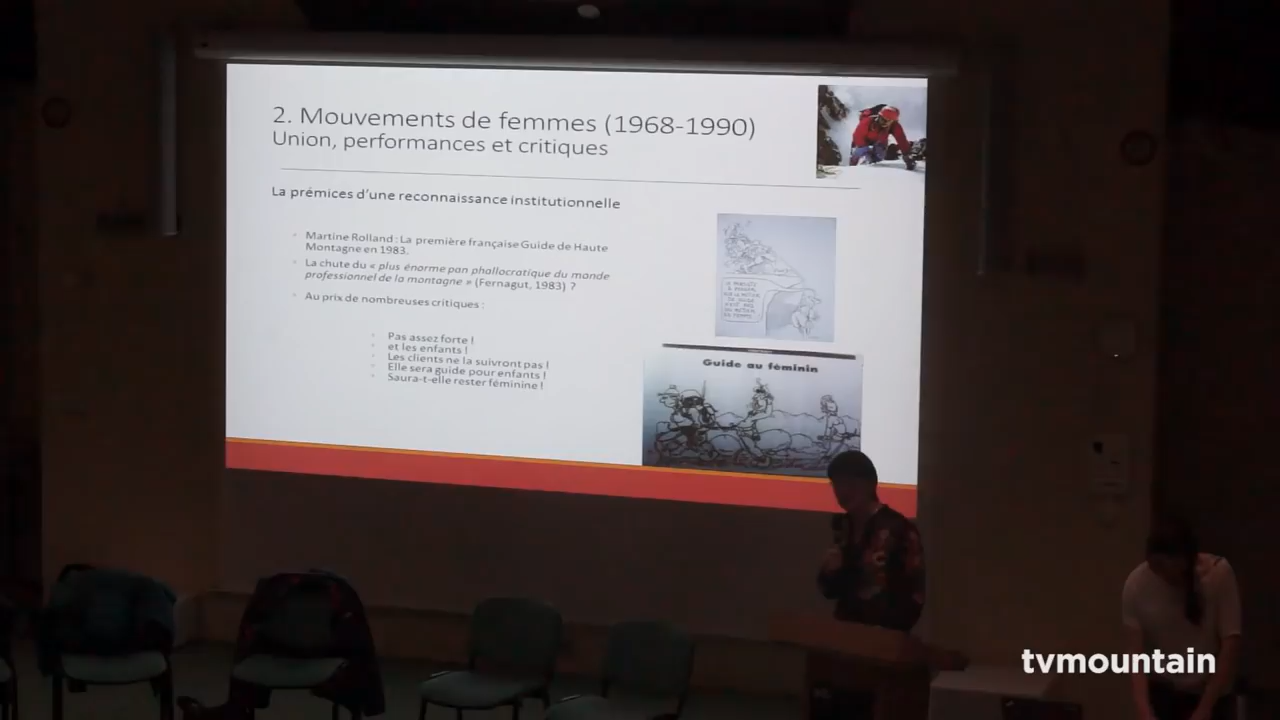 2. Mouvements de femmes (1968-1990)
Union, performances et critiques
La prémices d'une reconnaissance institutionnelle
Martine Rolland : La première française Guide de Haute
Montagne en 1983.
La chute du « plus énorme pan phallocratique du monde
professionnel de la montagne » (Fernagut, 1983) ?
Au prix de nombreuses critiques :
Pas assez forte !
et les enfants !
Les clients ne la suivront pas !
Elle sera guide pour enfants !
Saura-t-elle rester féminine !
Guide au féminin
tvmountain